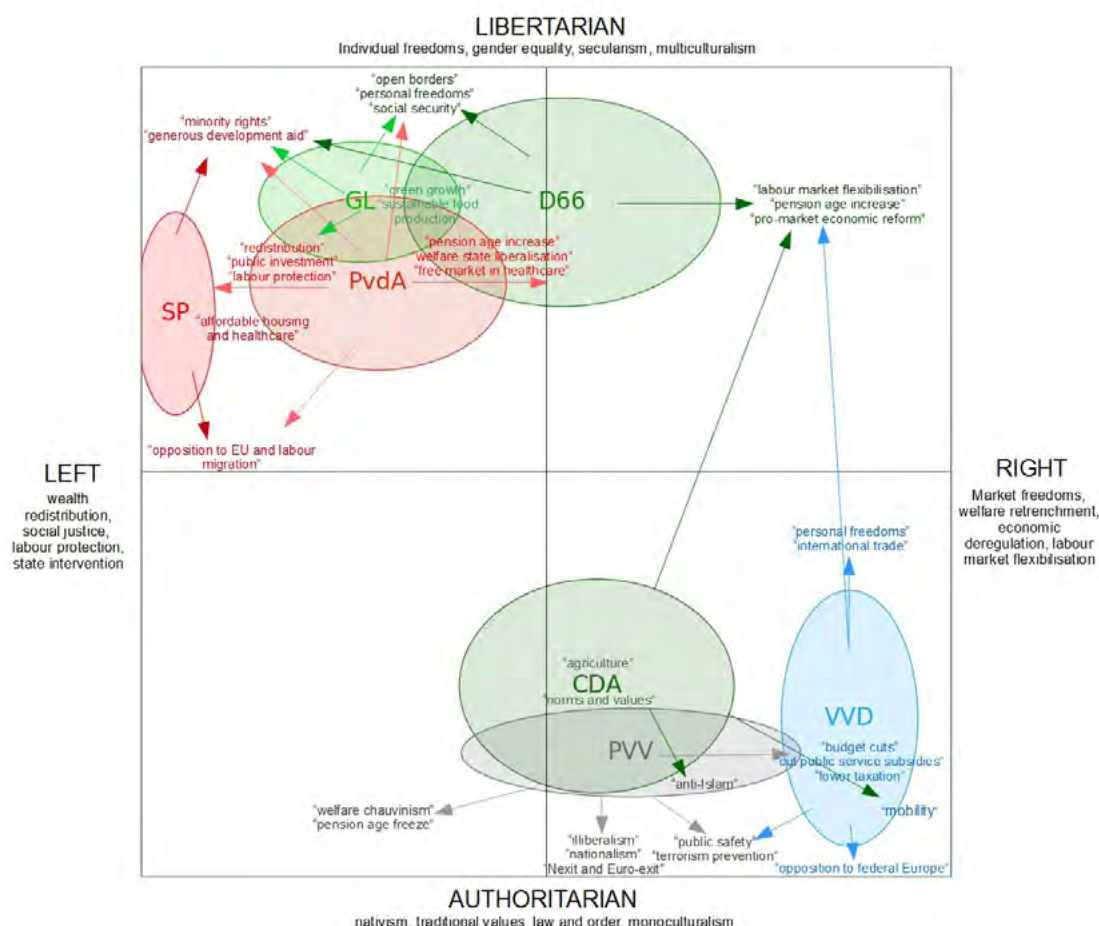 LIBERTARIAN
Individual freedoms, gender equality, secularism, multiculturalism
“open borders”
“personal freedoms”
“social security”
“minority rights”
“generous development aid”
GL
“green growth”
“sustainable food
production”
D66
“labour market flexibilisation”
“pension age increase”
“pro-market economic reform”
“redistribution”
“public investment”
“labour protection”
“pension age increase”
welfare state liberalisation”
“free market in healthcare”
PvdA
SP
“affordable housing
and healthcare”
“opposition to EU and labour
migration”
LEFT
wealth
redistribution,
social justice,
labour protection,
state intervention
RIGHT
Market freedoms,
welfare retrenchment,
economic
deregulation, labour
market flexibilisation
“personal freedoms”
“international trade”
“agriculture”
CDA
“norms and values”
VVD
PVV
“budget cuts”
“cut public service subsidies”
“lower taxation”
“anti-Islam”
“mobility”
“welfare chauvinism”
“pension age freeze”
“illiberalism”
“nationalism”
“Nexit and Euro-exit”
“public safety”
“terrorism prevention”
“opposition to federal Europe”
AUTHORITARIAN
nativism, traditional values, law and order, monoculturalism